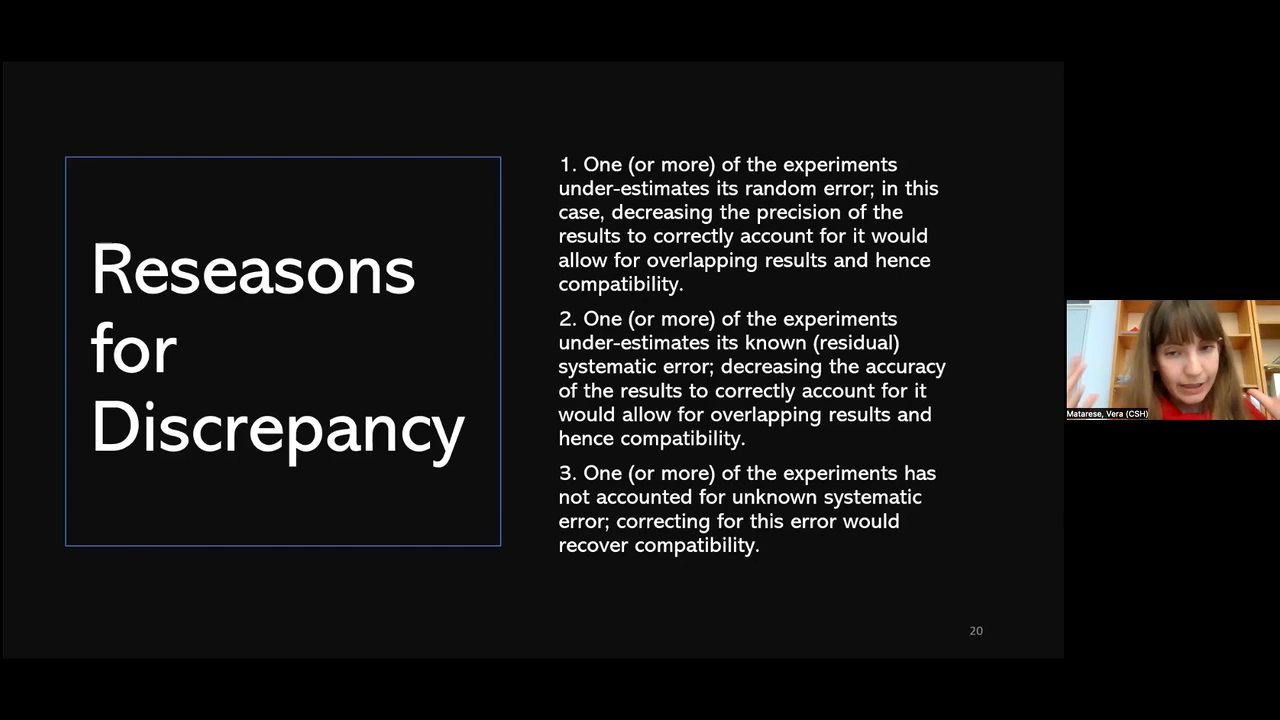 Reseasons
for
Discrepancy
1. One (or more) of the experiments
under-estimates its random error; in this
case, decreasing the precision of the
results to correctly account for it would
allow for overlapping results and hence
compatibility.
2. One (or more) of the experiments
under-estimates its known (residual)
systematic error; decreasing the accuracy
of the results to correctly account for it
would allow for overlapping results and
hence compatibility.
3. One (or more) of the experiments has
not accounted for unknown systematic
error; correcting for this error would
recover compatibility.
20
Matarese, Vera (CSH)